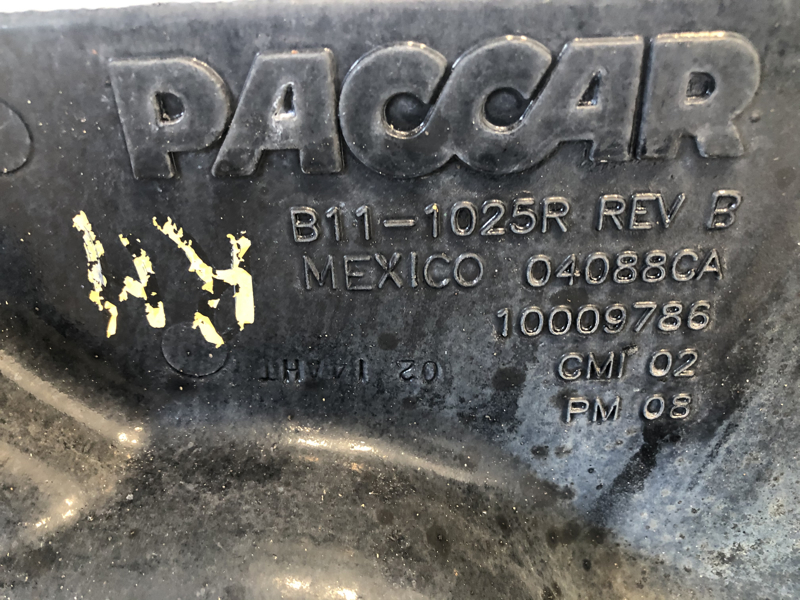 PACCAR
B11-1025R REV B
MEXICO 04088CA
10009786
CMI 02
PM 08